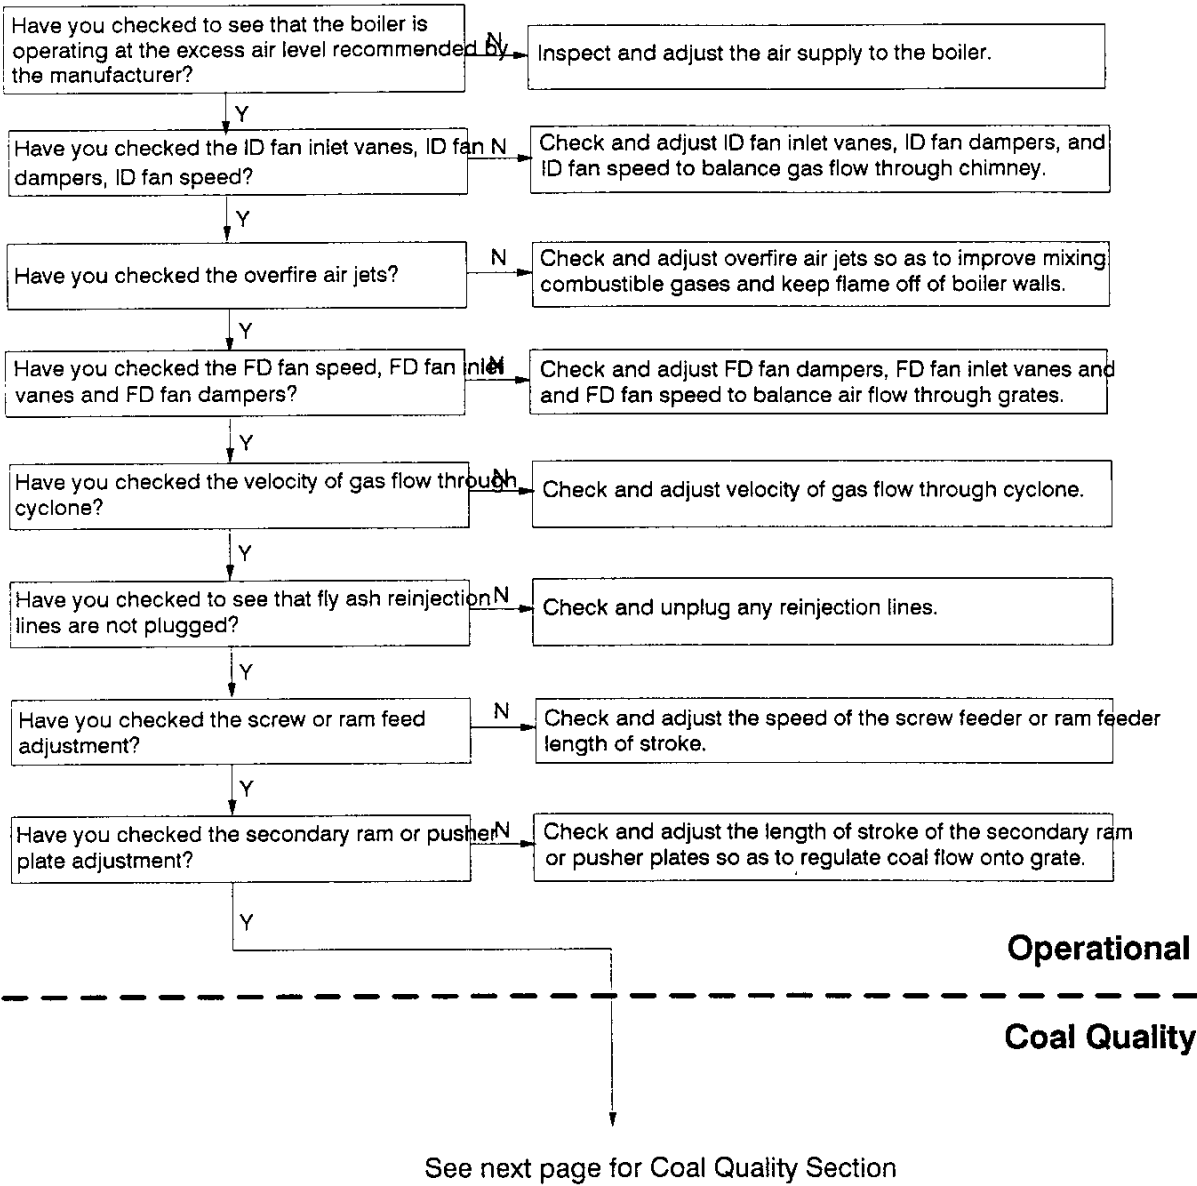 Have you checked to see that the boiler is
operating at the excess air level recommended by
the manufacturer?
N
Inspect and adjust the air supply to the boiler.
Y
Have you checked the ID fan inlet vanes, ID fan
dampers, ID fan speed?
N
Check and adjust ID fan inlet vanes, ID fan dampers, and
ID fan speed to balance gas flow through chimney.
Y
Have you checked the overfire air jets?
N
Check and adjust overfire air jets so as to improve mixing
combustible gases and keep flame off of boiler walls.
Y
Have you checked the FD fan speed, FD fan inlet
vanes and FD fan dampers?
N
Check and adjust FD fan dampers, FD fan inlet vanes and
and FD fan speed to balance air flow through grates.
Y
Have you checked the velocity of gas flow through
cyclone?
N
Check and adjust velocity of gas flow through cyclone.
Y
Have you checked to see that fly ash reinjection
lines are not plugged?
N
Check and unplug any reinjection lines.
Y
Have you checked the screw or ram feed
adjustment?
N
Check and adjust the speed of the screw feeder or ram feeder
length of stroke.
Y
Have you checked the secondary ram or pusher
plate adjustment?
N
Check and adjust the length of stroke of the secondary ram
or pusher plates so as to regulate coal flow onto grate.
Y
Operational
Coal Quality
See next page for Coal Quality Section